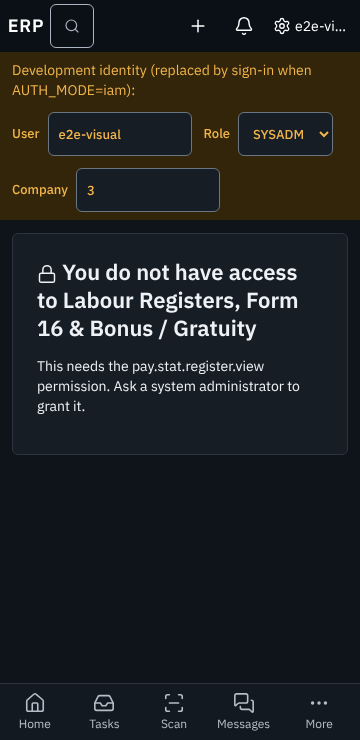 ERP
e2e-vi...
Development identity (replaced by sign-in when
AUTH_MODE=iam):
User e2e-visual Role SYSADM
Company 3
You do not have access
to Labour Registers, Form
16 & Bonus / Gratuity
This needs the pay.stat.register.view
permission. Ask a system administrator to
grant it.
Home Tasks Scan Messages More